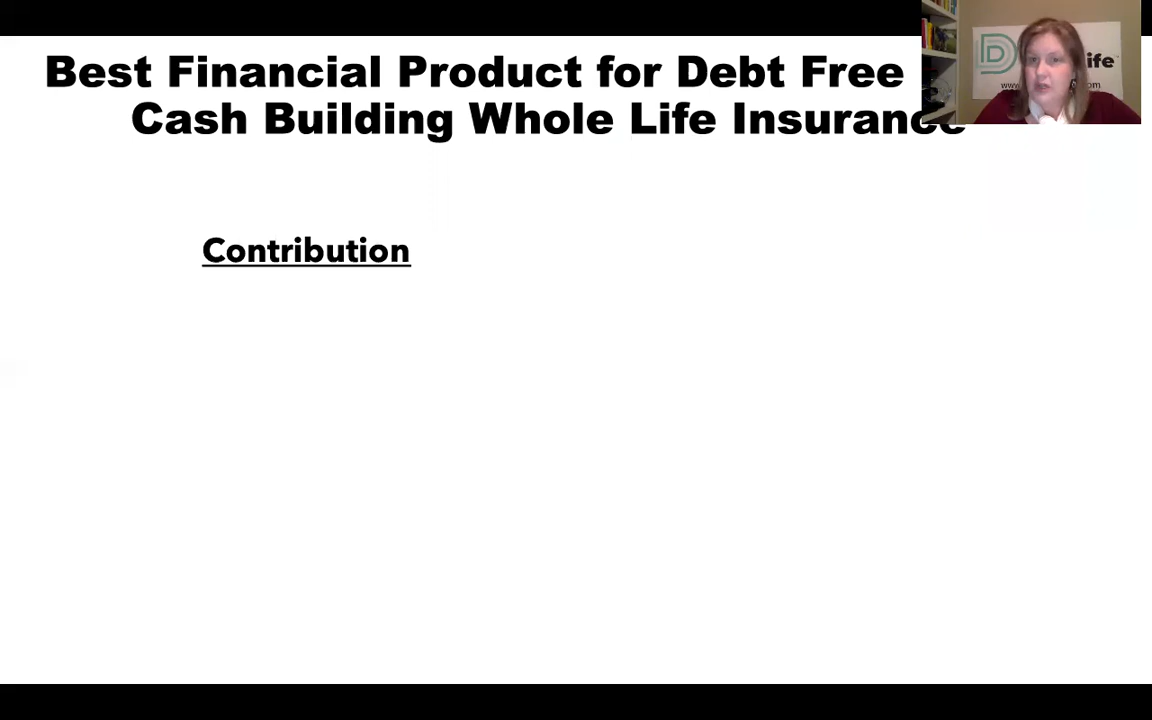 Best Financial Product for Debt Free
Cash Building Whole Life Insurance
Contribution